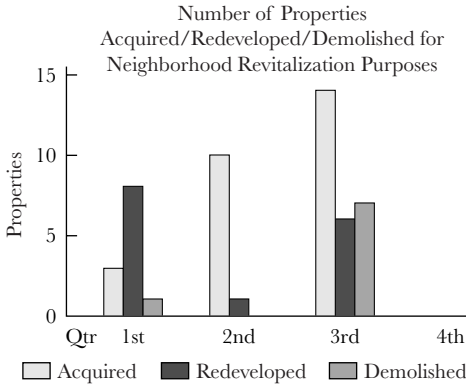 Number of Properties
Acquired/Redeveloped/Demolished for
Neighborhood Revitalization Purposes
Properties
15
10
5
0
Qtr 1st 2nd 3rd 4th
Acquired Redeveloped Demolished